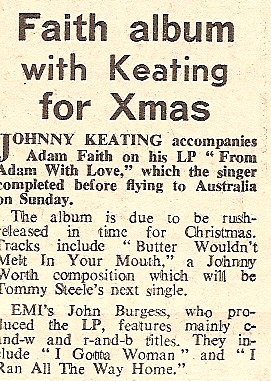 Faith album
with Keating
for Xmas
JOHNNY KEATING accompanies
Adam Faith on his LP "From
Adam With Love," which the singer
completed before flying to Australia
on Sunday.
The album is due to be rush-
released in time for Christmas.
Tracks include "Butter Wouldn't
Melt In Your Mouth," a Johnny
Worth composition which will be
Tommy Steele's next single.
EMI's John Burgess, who pro-
duced the LP, features mainly c-
and-w and r-and-b titles. They in-
clude "I Gotta Woman" and "I
Ran All The Way Home."